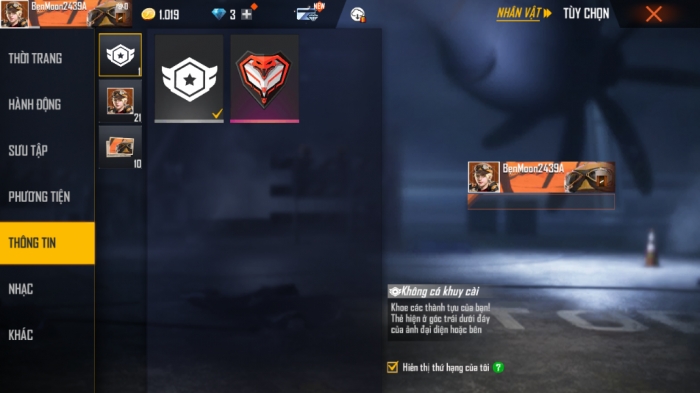 BenMoon2439A
0
1.019
3
NEW
NHÂN VẬT
TÙY CHỌN
THỜI TRANG
HÀNH ĐỘNG
SƯU TẬP
PHƯƠNG TIỆN
THÔNG TIN
NHẠC
KHÁC
1
21
10
BenMoon2439A
Không có khuy cài
Khoe các thành tựu của bạn!
Thể hiện ở góc trái dưới đáy
của ảnh đại diện hoặc bên
Hiển thị thứ hạng của tôi ?